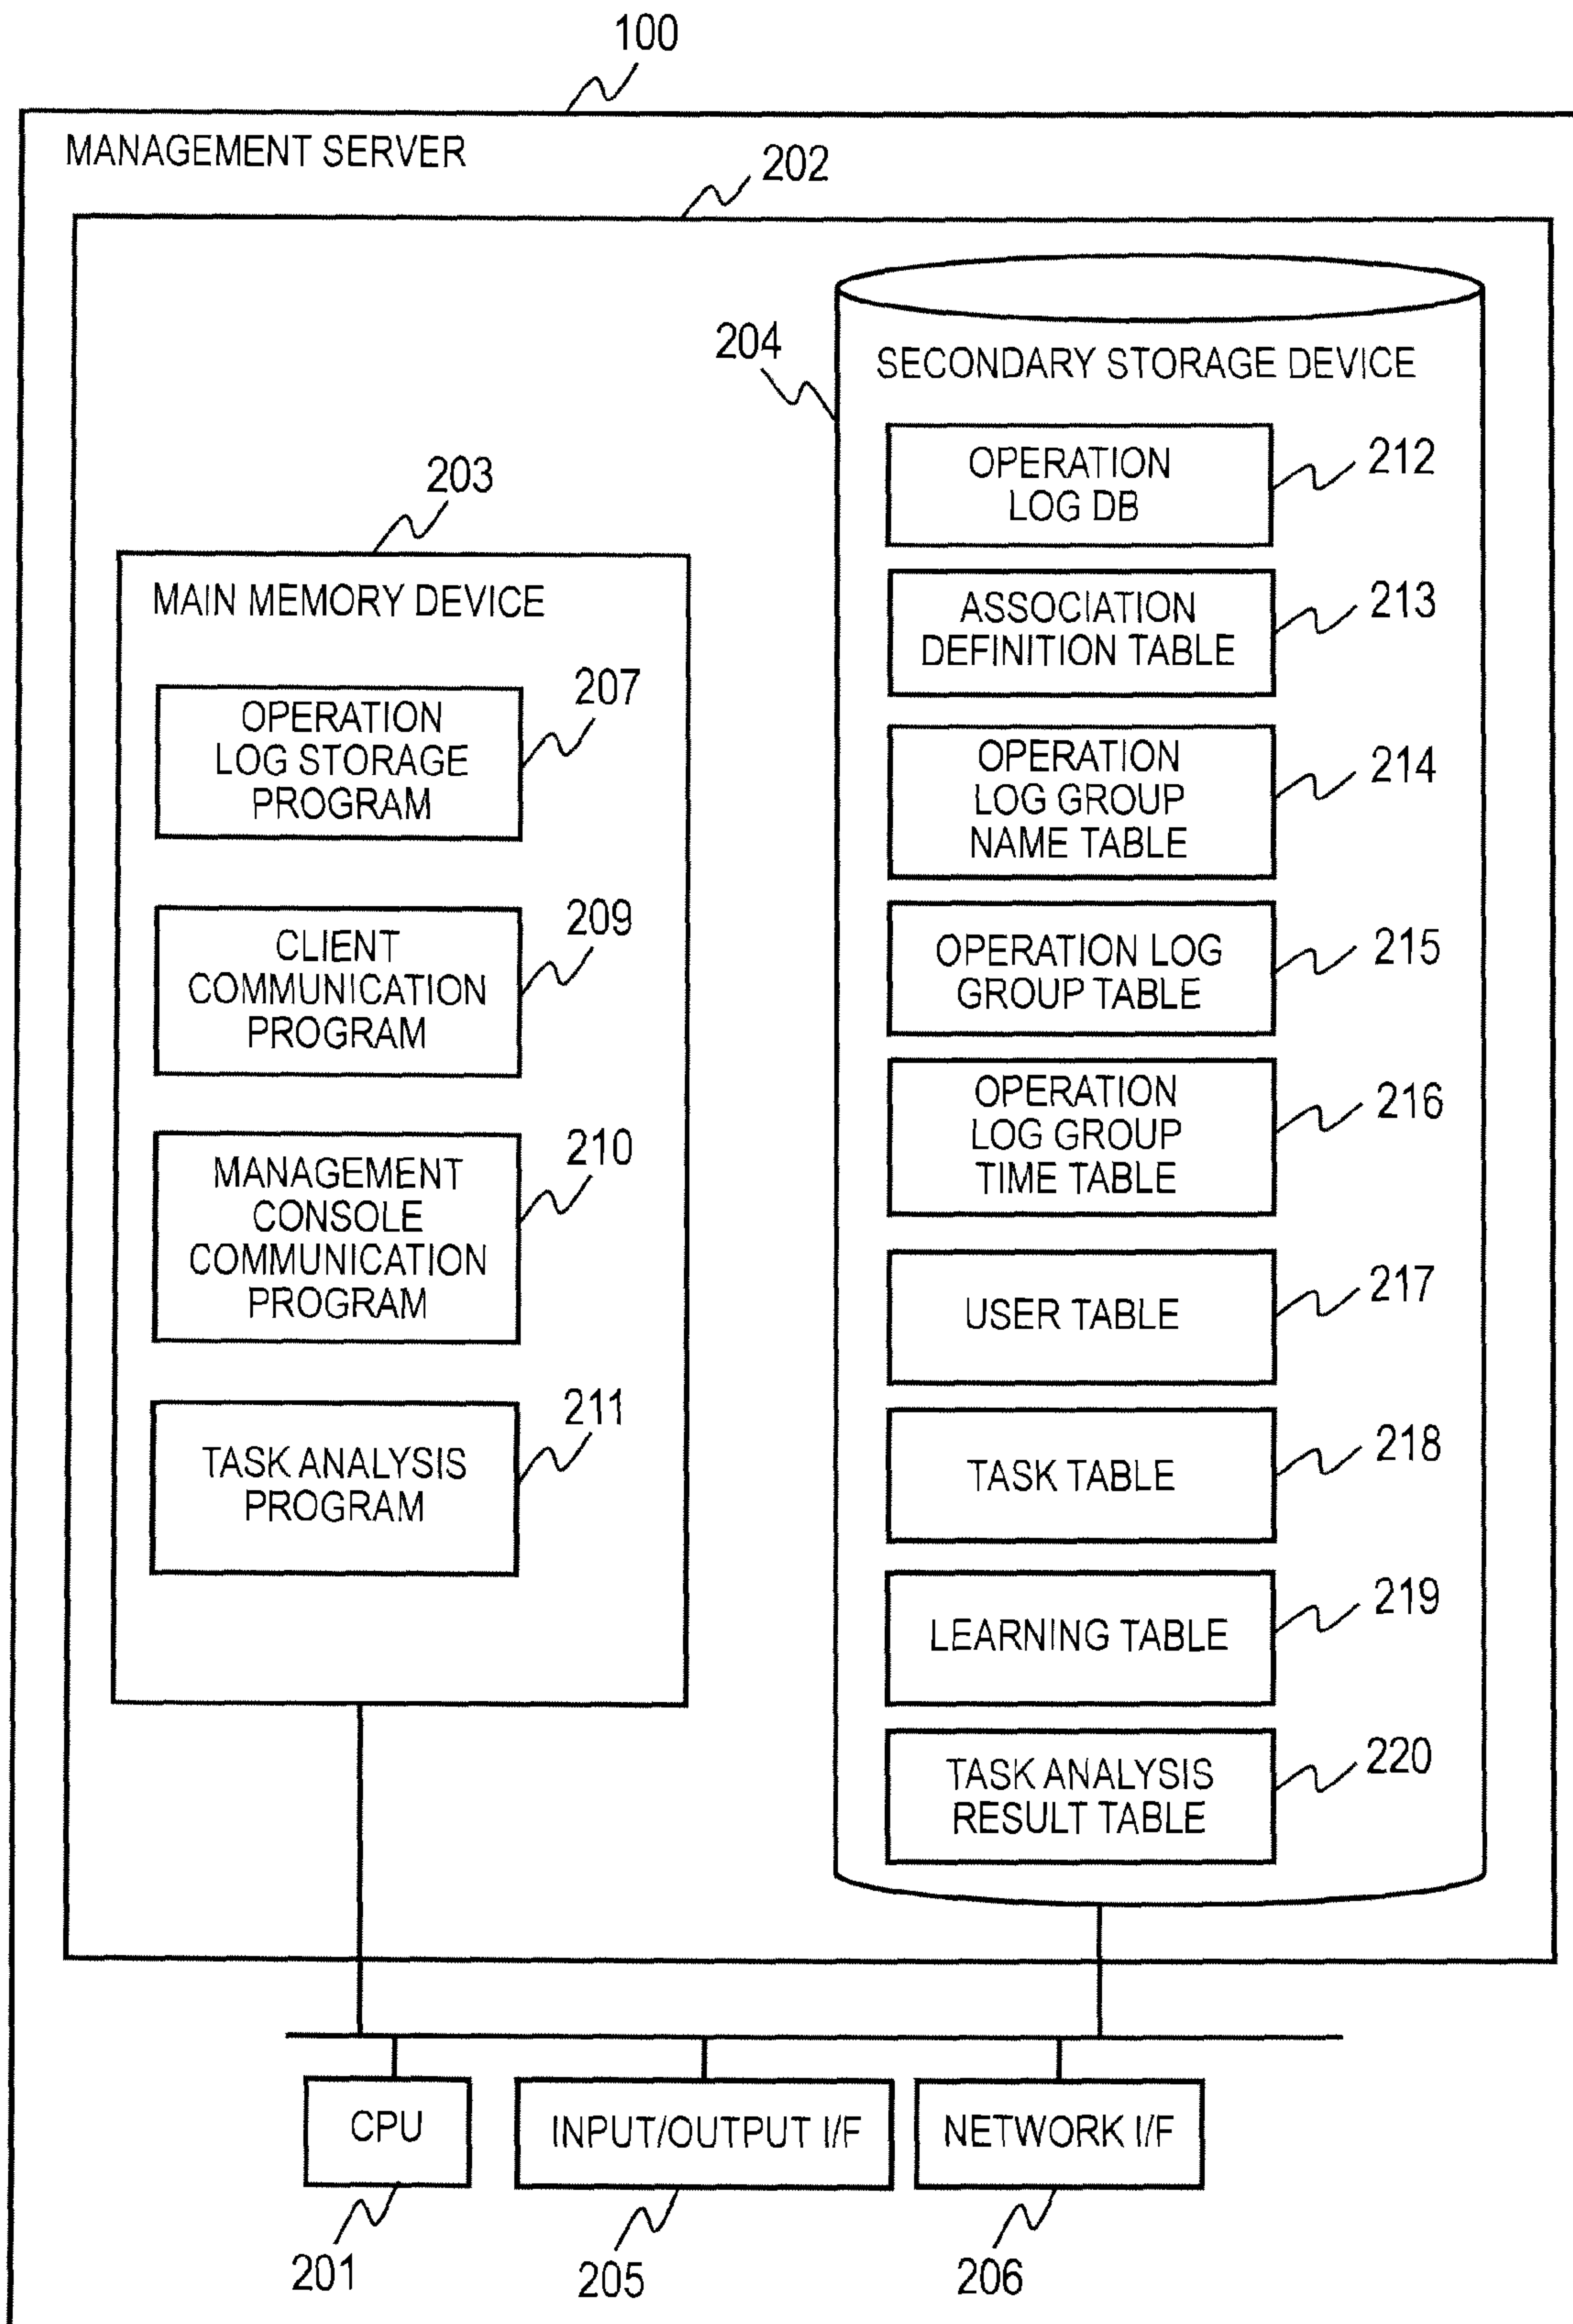 100
MANAGEMENT SERVER
202
204
SECONDARY STORAGE DEVICE
OPERATION
LOG DB
212
ASSOCIATION
DEFINITION TABLE
213
OPERATION
LOG GROUP
NAME TABLE
214
OPERATION LOG
GROUP TABLE
215
OPERATION
LOG GROUP
TIME TABLE
216
USER TABLE
217
TASK TABLE
218
LEARNING TABLE
219
TASK ANALYSIS
RESULT TABLE
220
203
MAIN MEMORY DEVICE
OPERATION
LOG STORAGE
PROGRAM
207
CLIENT
COMMUNICATION
PROGRAM
209
MANAGEMENT
CONSOLE
COMMUNICATION
PROGRAM
210
TASK ANALYSIS
PROGRAM
211
CPU
INPUT/OUTPUT I/F
NETWORK I/F
201
205
206